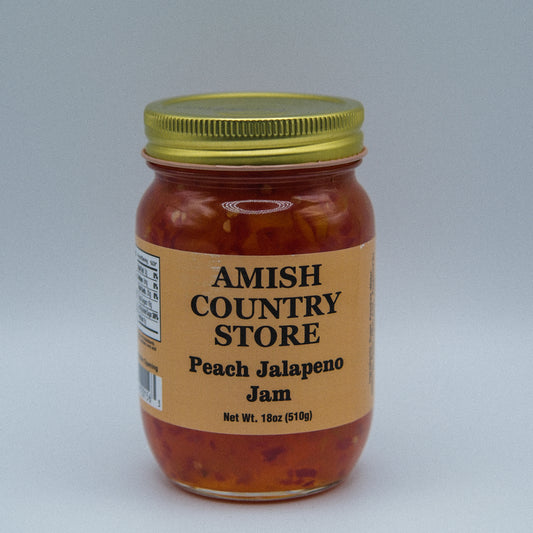 AMISH
COUNTRY
STORE
Peach Jalapeno
Jam
Net Wt. 18oz (510g)